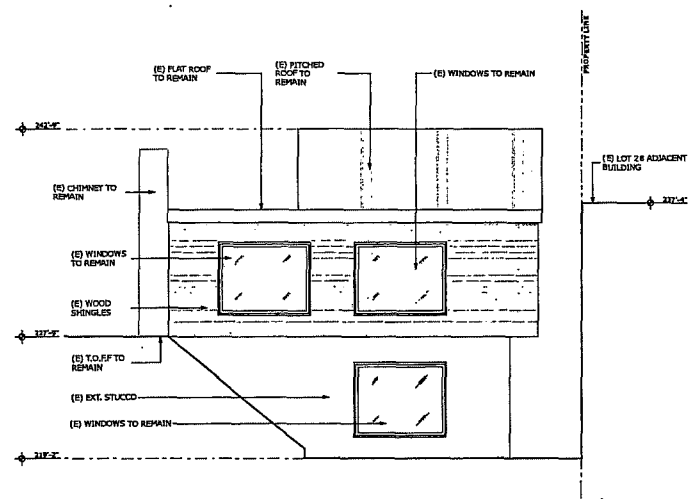 PROPERTY LINE
(E) FLAT ROOF
TO REMAIN
(E) PITCHED
ROOF TO
REMAIN
(E) WINDOWS TO REMAIN
242'-9"
(E) LOT 28 ADJACENT
BUILDING
(E) CHIMNEY TO
REMAIN
237'-4"
(E) WINDOWS
TO REMAIN
(E) WOOD
SHINGLES
227'-9"
(E) T.O.F.F TO
REMAIN
(E) EXT. STUCCO
(E) WINDOWS TO REMAIN
219'-2"